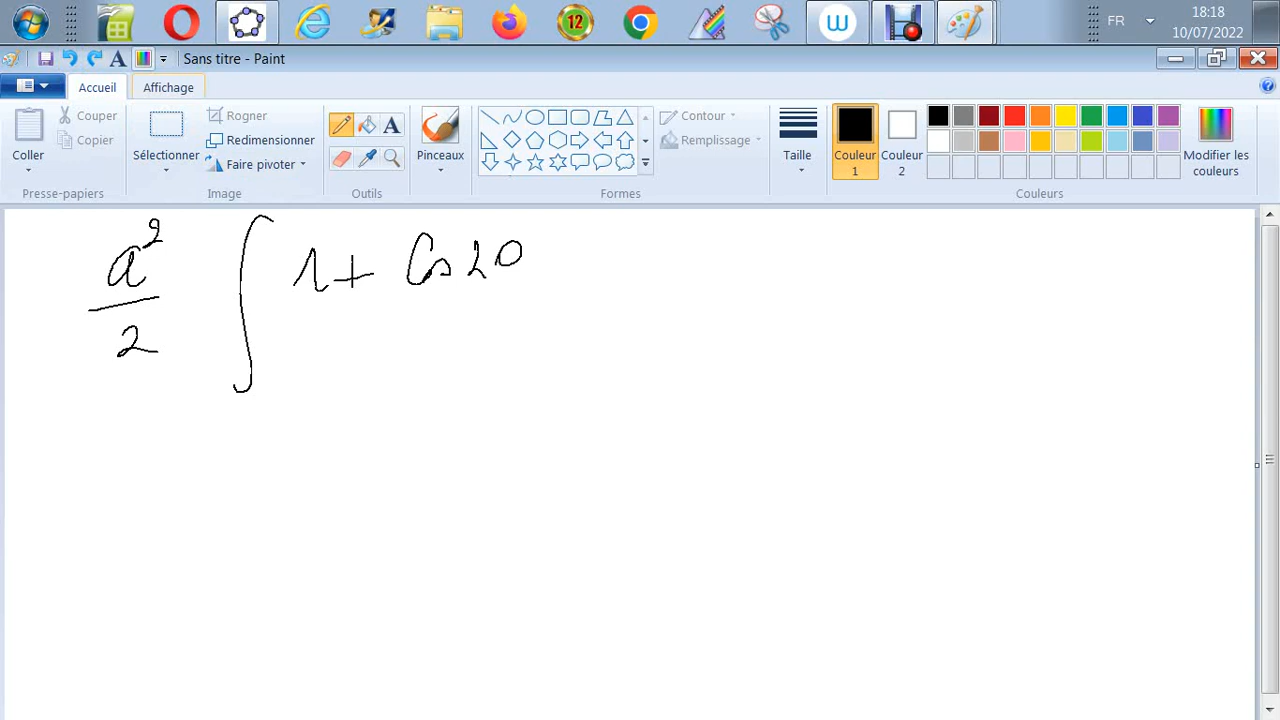 12
W
FR
18:18
10/07/2022
A
Sans titre - Paint
Accueil
Affichage
?
Coller
Couper
Copier
Sélectionner
Rogner
Redimensionner
Faire pivoter
A
Pinceaux
Contour
Remplissage
Taille
Couleur 1
Couleur 2
Modifier les couleurs
Presse-papiers
Image
Outils
Formes
Couleurs
a² / 2 ∫ 1 + Cos 2θ